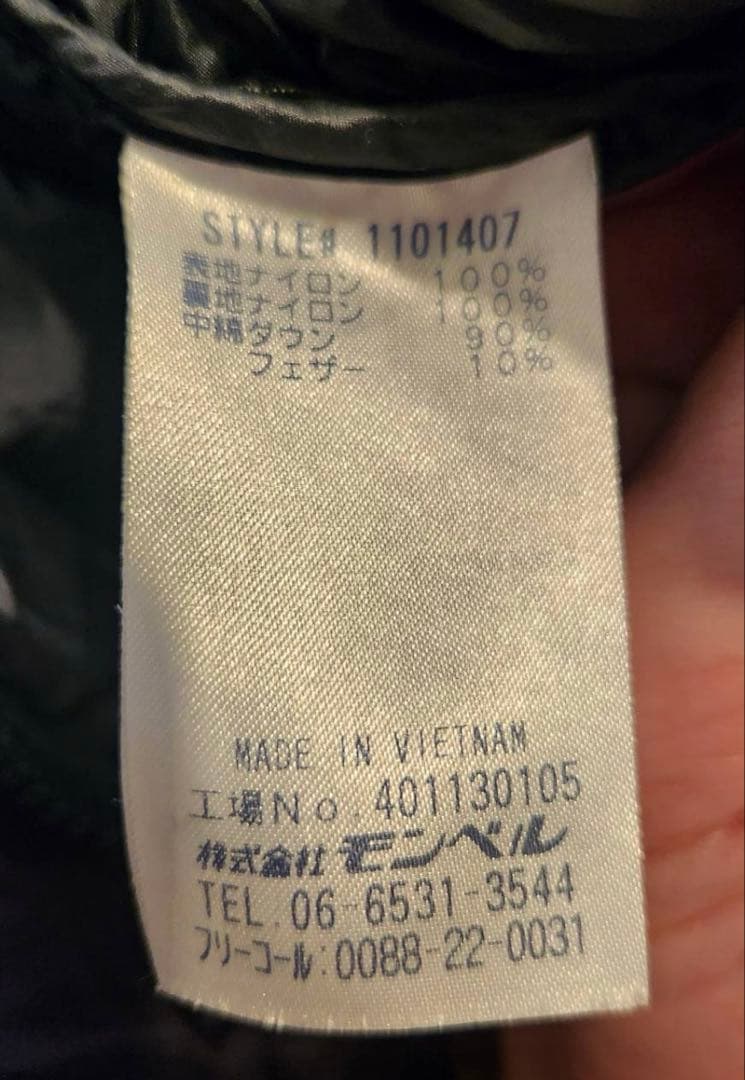 STYLE# 1101407
表地ナイロン 100%
裏地ナイロン 100%
中綿ダウン 90%
フェザー 10%
MADE IN VIETNAM
工場No.401130105
株式会社モンベル
TEL.06-6531-3544
フリーコール:0088-22-0031